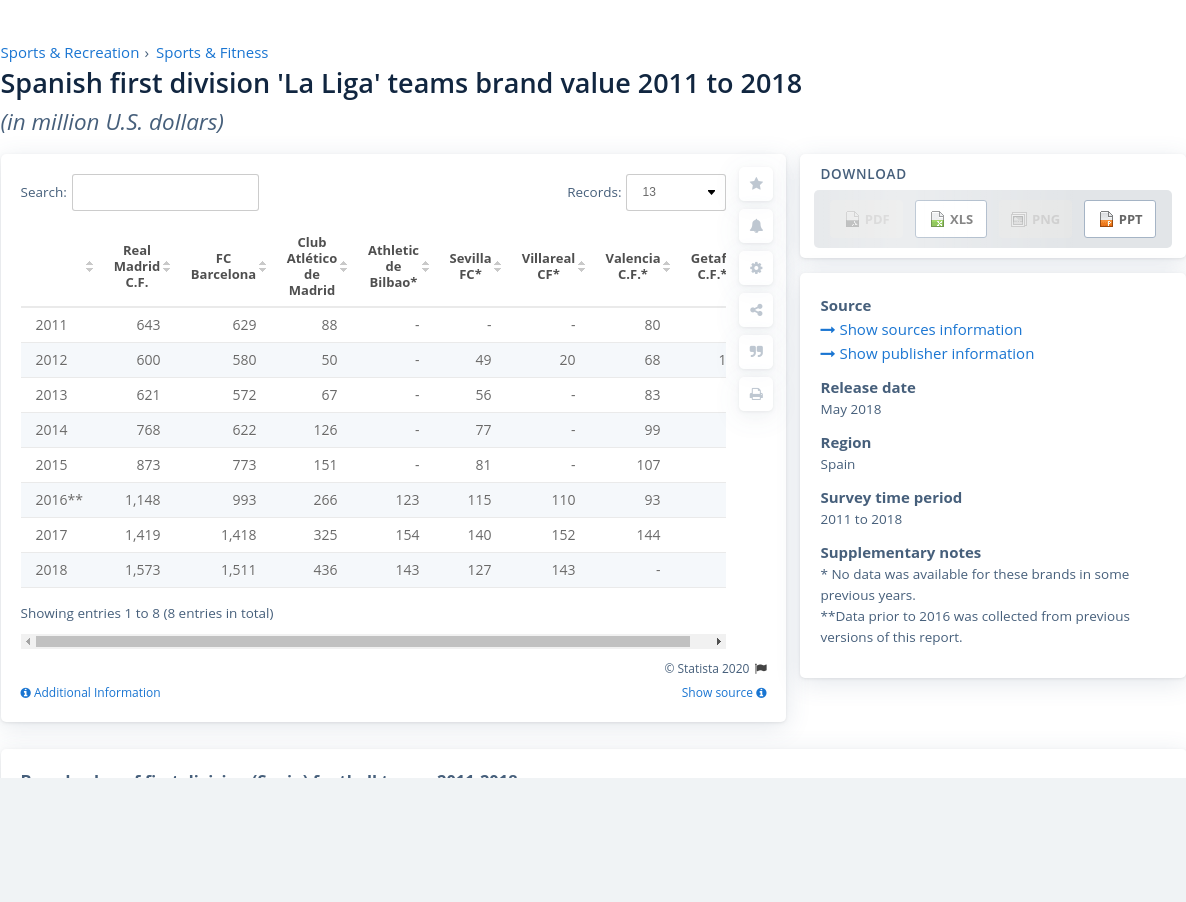 Sports & Recreation › Sports & Fitness
Spanish first division 'La Liga' teams brand value 2011 to 2018
(in million U.S. dollars)
Search:
Records: 13
Real Madrid C.F. FC Barcelona Club Atlético de Madrid Athletic de Bilbao* Sevilla FC* Villareal CF* Valencia C.F.* Getaf C.F.*
2011 643 629 88 - - - 80
2012 600 580 50 - 49 20 68 1
2013 621 572 67 - 56 - 83
2014 768 622 126 - 77 - 99
2015 873 773 151 - 81 - 107
2016** 1,148 993 266 123 115 110 93
2017 1,419 1,418 325 154 140 152 144
2018 1,573 1,511 436 143 127 143 -
Showing entries 1 to 8 (8 entries in total)
© Statista 2020
Additional Information
Show source
DOWNLOAD
PDF XLS PNG PPT
Source
Show sources information
Show publisher information
Release date
May 2018
Region
Spain
Survey time period
2011 to 2018
Supplementary notes
* No data was available for these brands in some
previous years.
**Data prior to 2016 was collected from previous
versions of this report.